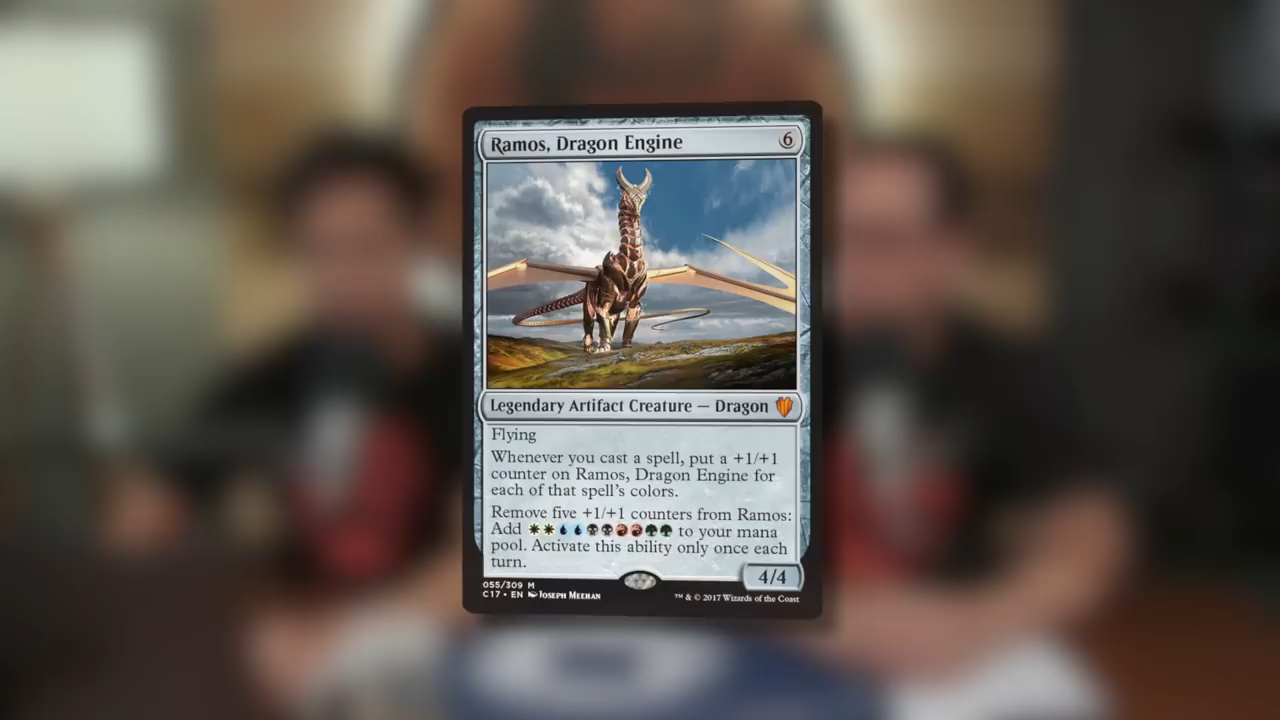 Ramos, Dragon Engine 6
Legendary Artifact Creature — Dragon
Flying
Whenever you cast a spell, put a +1/+1
counter on Ramos, Dragon Engine for
each of that spell's colors.
Remove five +1/+1 counters from Ramos:
Add to your mana
pool. Activate this ability only once each
turn.
4/4
055/309 M
C17 • EN Joseph Meehan
™ & © 2017 Wizards of the Coast